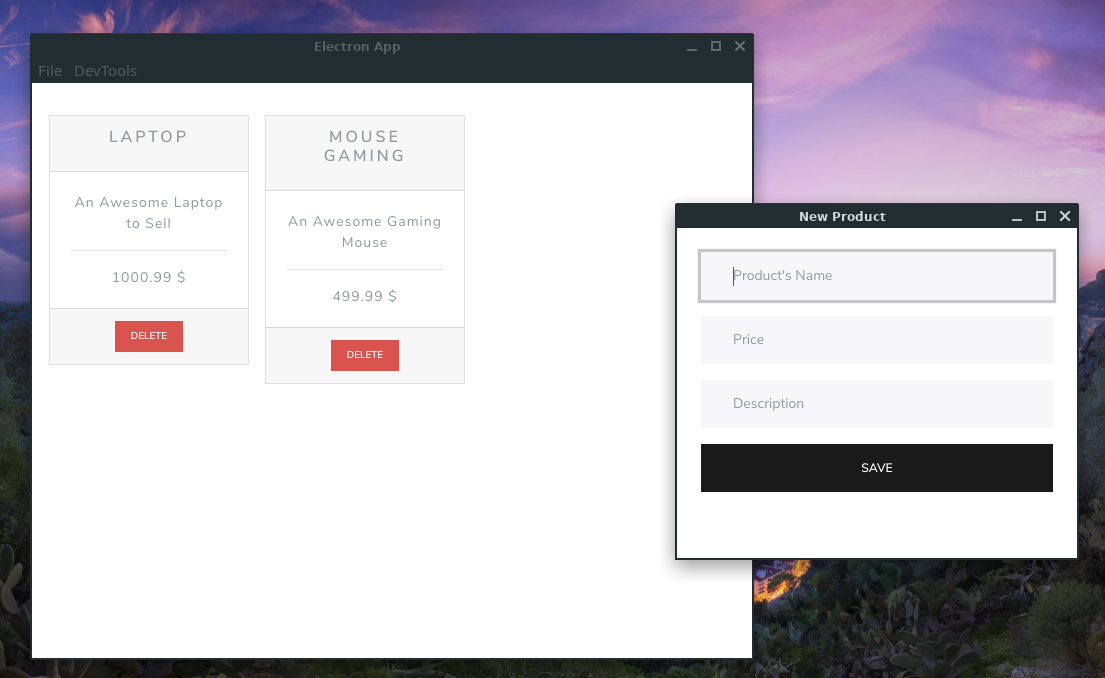 Electron App
File DevTools
LAPTOP
An Awesome Laptop
to Sell
1000.99 $
DELETE
MOUSE
GAMING
An Awesome Gaming
Mouse
499.99 $
DELETE
New Product
Product's Name
Price
Description
SAVE